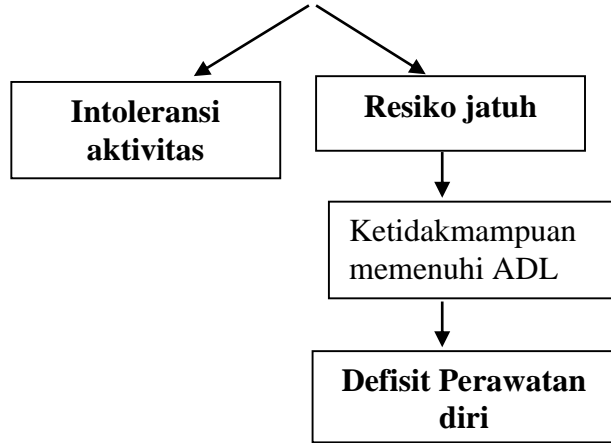 Intoleransi
aktivitas
Resiko jatuh
Ketidakmampuan
memenuhi ADL
Defisit Perawatan
diri